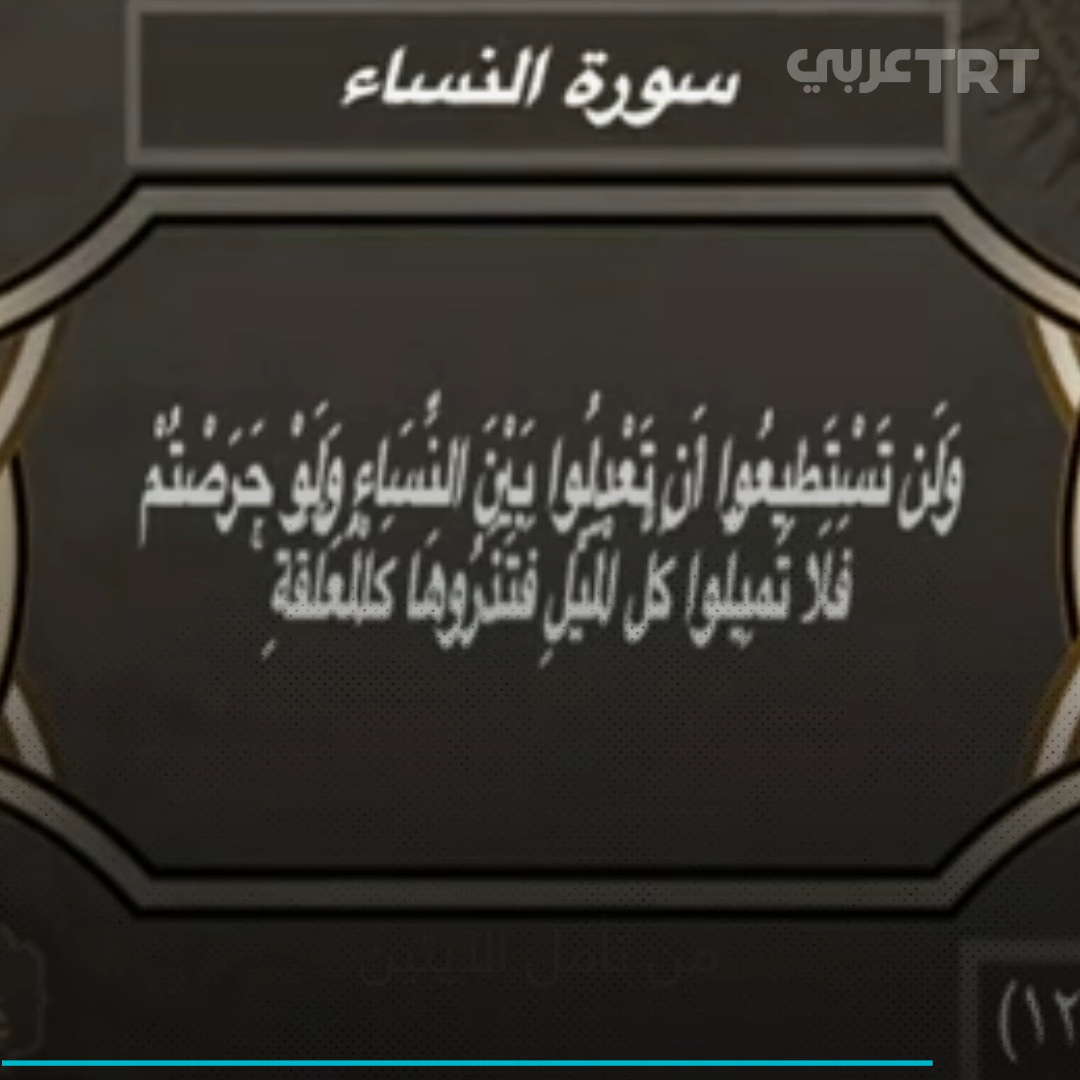 سورة النساء
TRT عربي
وَلَن تَسْتَطِيعُوا أَن تَعْدِلُوا بَيْنَ النِّسَاءِ وَلَوْ حَرَصْتُمْ
فَلَا تَمِيلُوا كُلَّ الْمَيْلِ فَتَذَرُوهَا كَالْمُعَلَّقَةِ